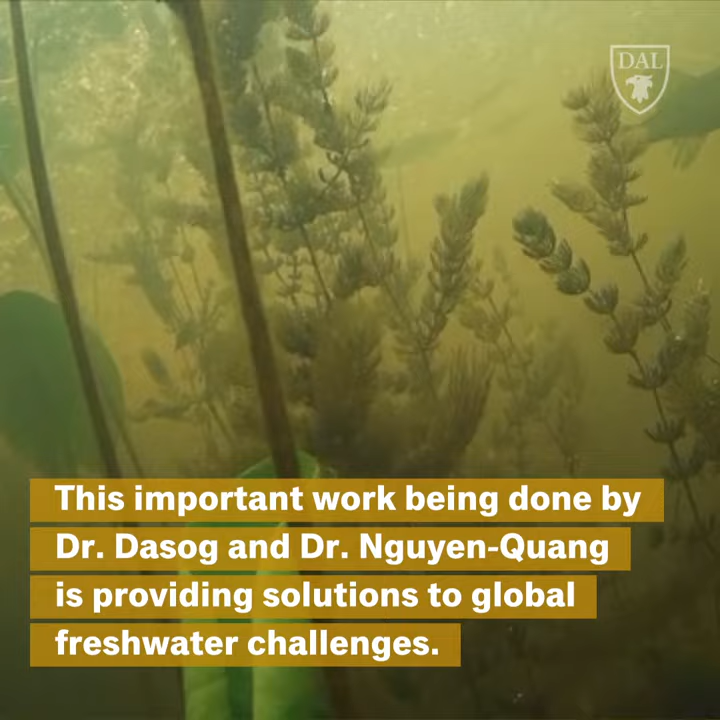 DAL
This important work being done by
Dr. Dasog and Dr. Nguyen-Quang
is providing solutions to global
freshwater challenges.